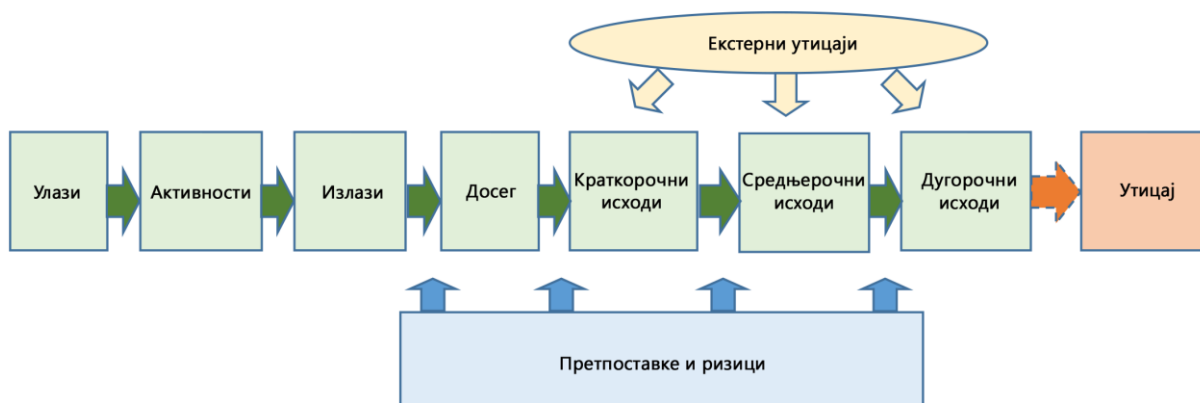 Екстерни утицаји
Улази
Активности
Излази
Досег
Краткорочни
исходи
Средњерочни
исходи
Дугорочни
исходи
Утицај
Претпоставке и ризици